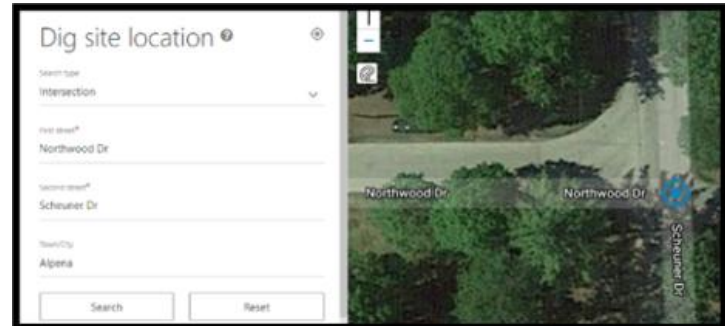 Dig site location
Search type
Intersection
First street*
Northwood Dr
Second street*
Scheuner Dr
Town/City
Alpena
Search
Reset
Northwood Dr
Northwood Dr
Scheuner Dr